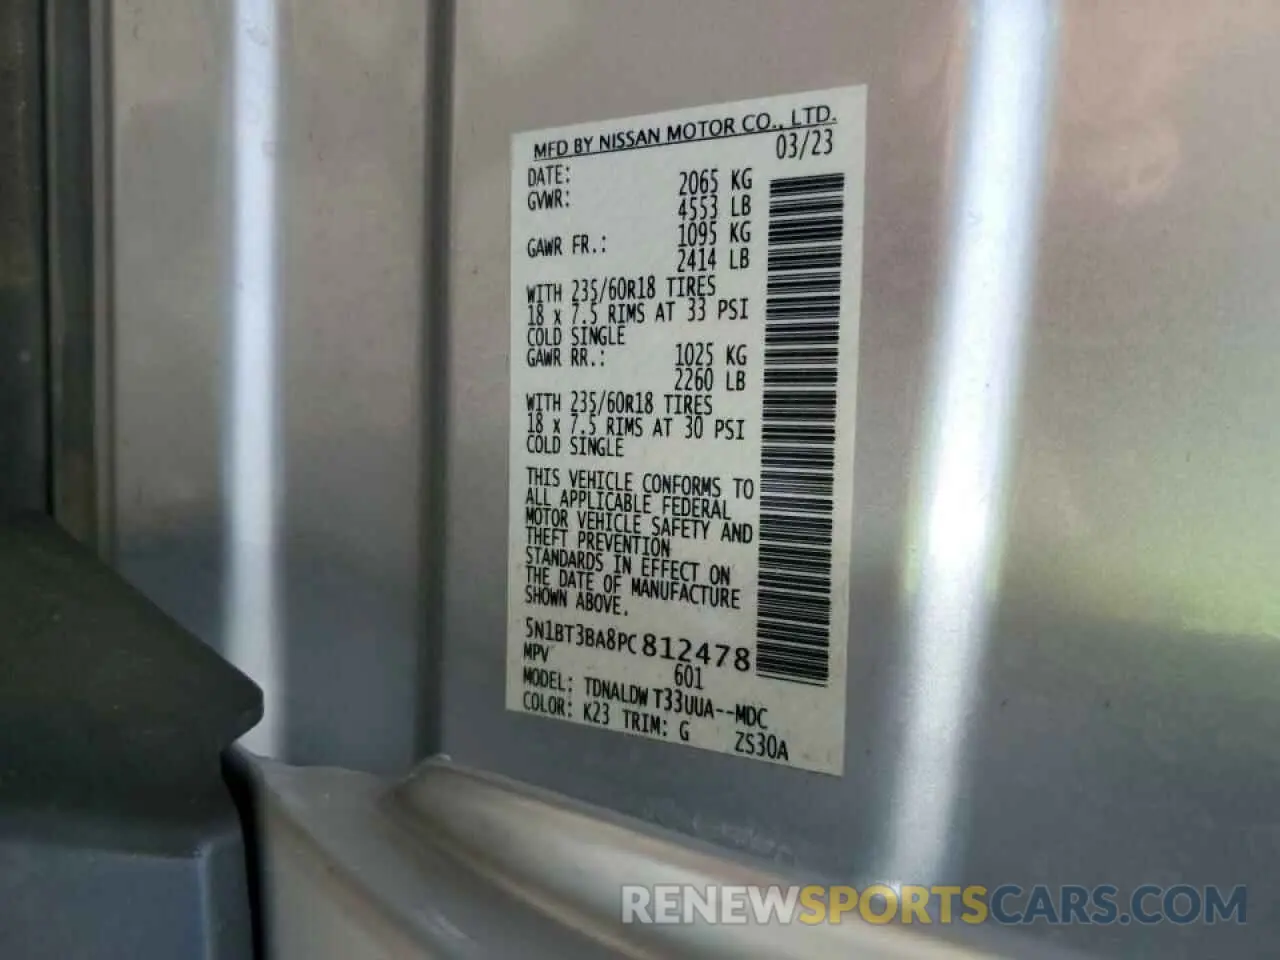 MFD BY NISSAN MOTOR CO., LTD.
DATE: 03/23
GVWR: 2065 KG
4553 LB
GAWR FR.: 1095 KG
2414 LB
WITH 235/60R18 TIRES
18 x 7.5 RIMS AT 33 PSI
COLD SINGLE
GAWR RR.: 1025 KG
2260 LB
WITH 235/60R18 TIRES
18 x 7.5 RIMS AT 30 PSI
COLD SINGLE
THIS VEHICLE CONFORMS TO
ALL APPLICABLE FEDERAL
MOTOR VEHICLE SAFETY AND
THEFT PREVENTION
STANDARDS IN EFFECT ON
THE DATE OF MANUFACTURE
SHOWN ABOVE.
5N1BT3BA8PC812478
MPV 601
MODEL: TDNALDW T33UUA--MDC
COLOR: K23 TRIM: G ZS30A
RENEWSPORTSCARS.COM